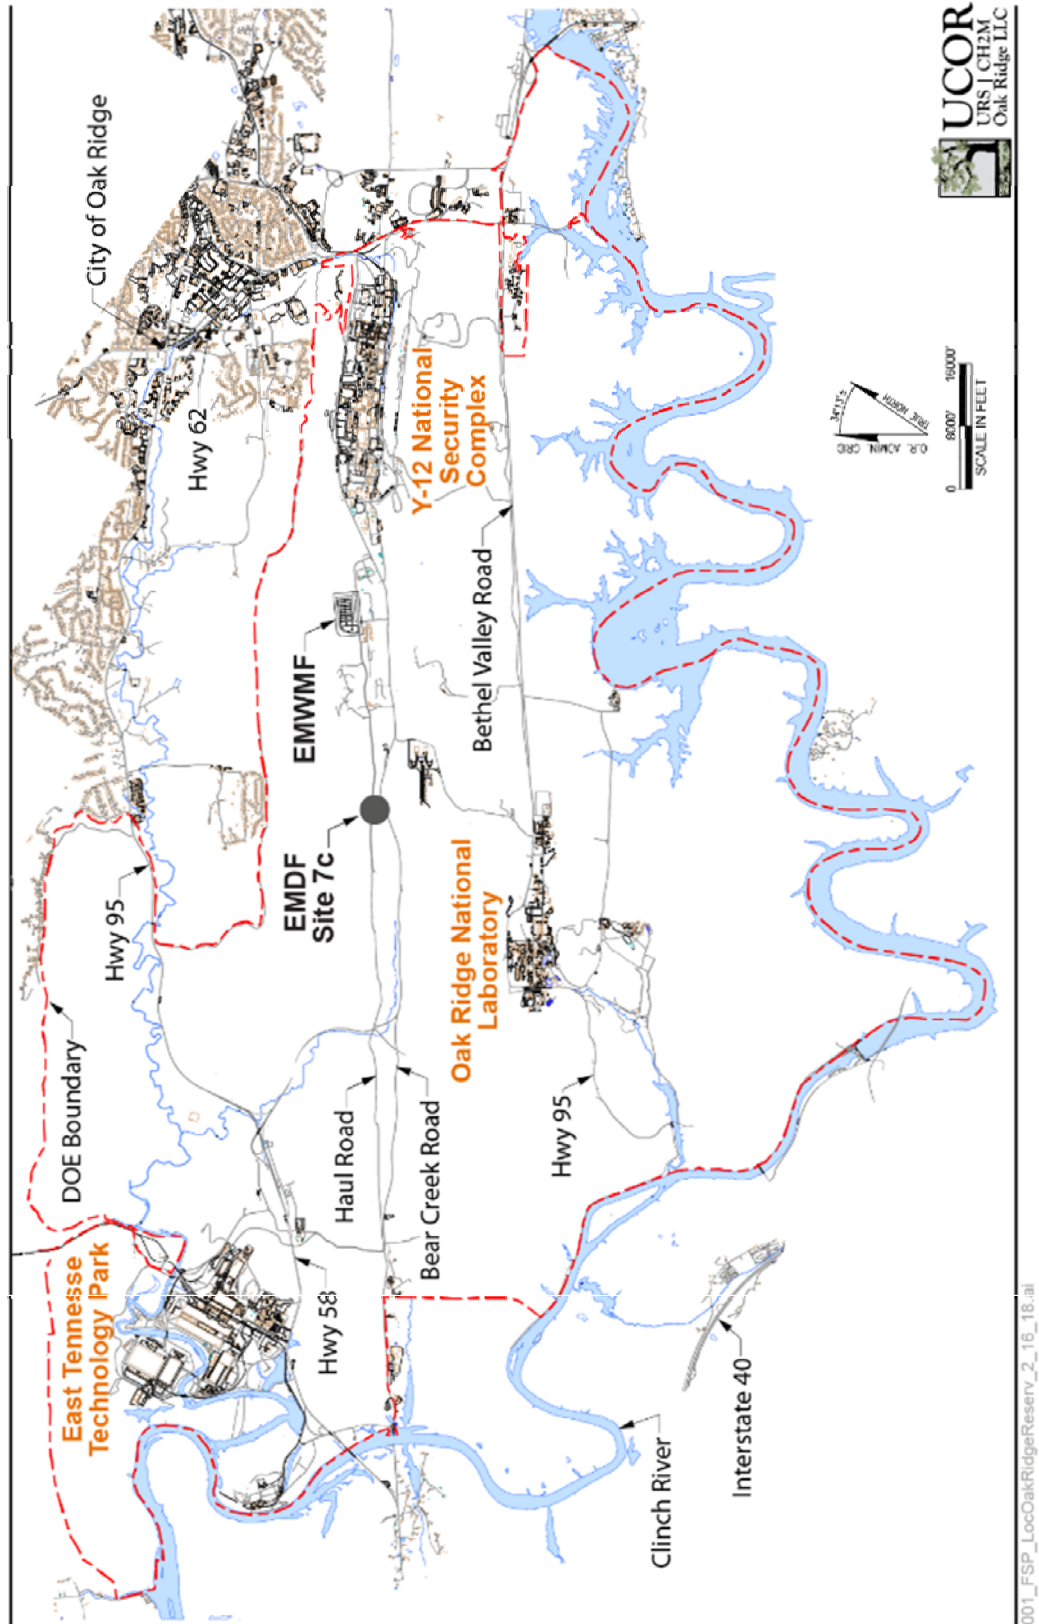 City of Oak Ridge
Hwy 62
Y-12 National
Security
Complex
EMWMF
Bethel Valley Road
EMDF
Site 7c
Hwy 95
Oak Ridge National
Laboratory
DOE Boundary
Haul Road
Bear Creek Road
Hwy 95
East Tennesse
Technology Park
Hwy 58
Clinch River
Interstate 40
O.R. ADMIN. GRID
TRUE NORTH
0 8000' 16000'
SCALE IN FEET
UCOR
URS | CH2M
Oak Ridge LLC
001_FSP_LocOakRidgeReserv_2_16_18.ai